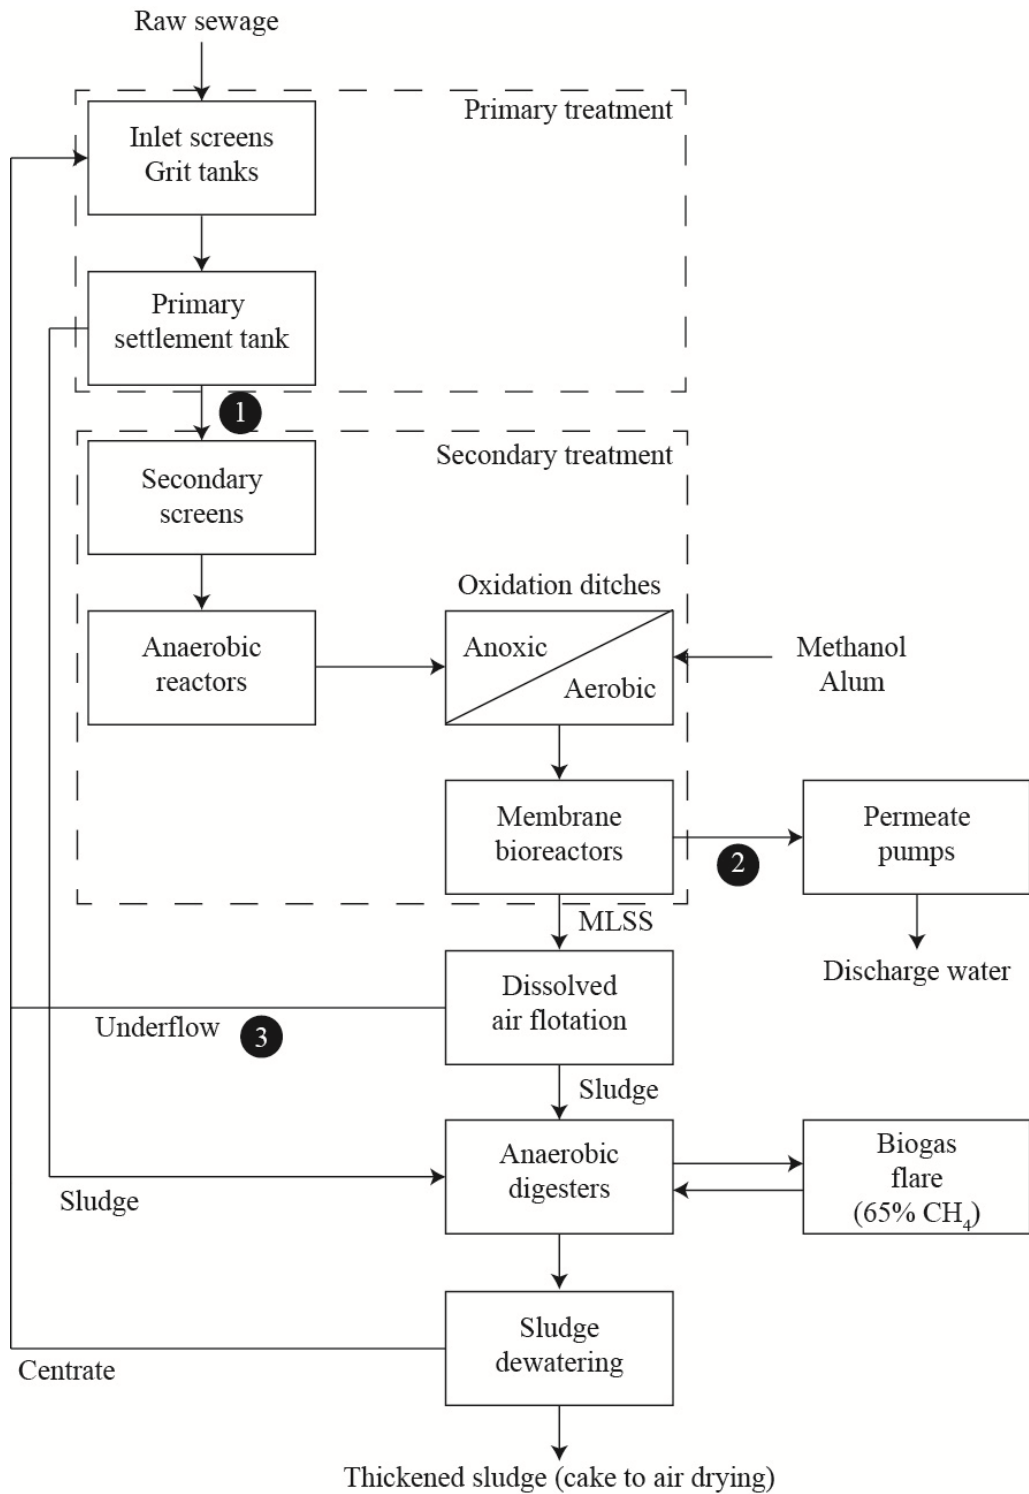 Raw sewage
Primary treatment
Inlet screens
Grit tanks
Primary
settlement tank
1
Secondary treatment
Secondary
screens
Oxidation ditches
Anaerobic
reactors
Anoxic
Aerobic
Methanol
Alum
Membrane
bioreactors
2
Permeate
pumps
MLSS
Discharge water
Dissolved
air flotation
Underflow
3
Sludge
Anaerobic
digesters
Biogas
flare
(65% CH₄)
Sludge
Sludge
dewatering
Centrate
Thickened sludge (cake to air drying)